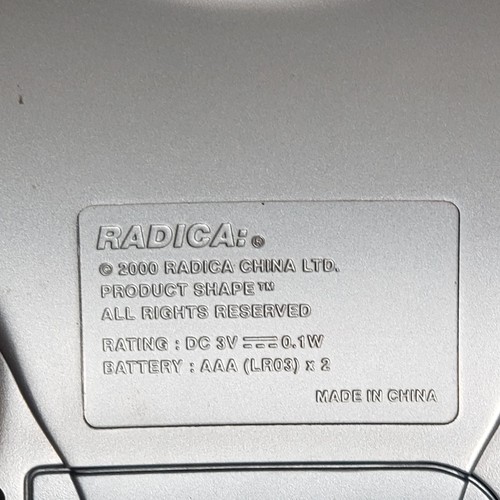 RADICA:®
© 2000 RADICA CHINA LTD.
PRODUCT SHAPE™
ALL RIGHTS RESERVED
RATING : DC 3V ⎓ 0.1W
BATTERY : AAA (LR03) x 2
MADE IN CHINA